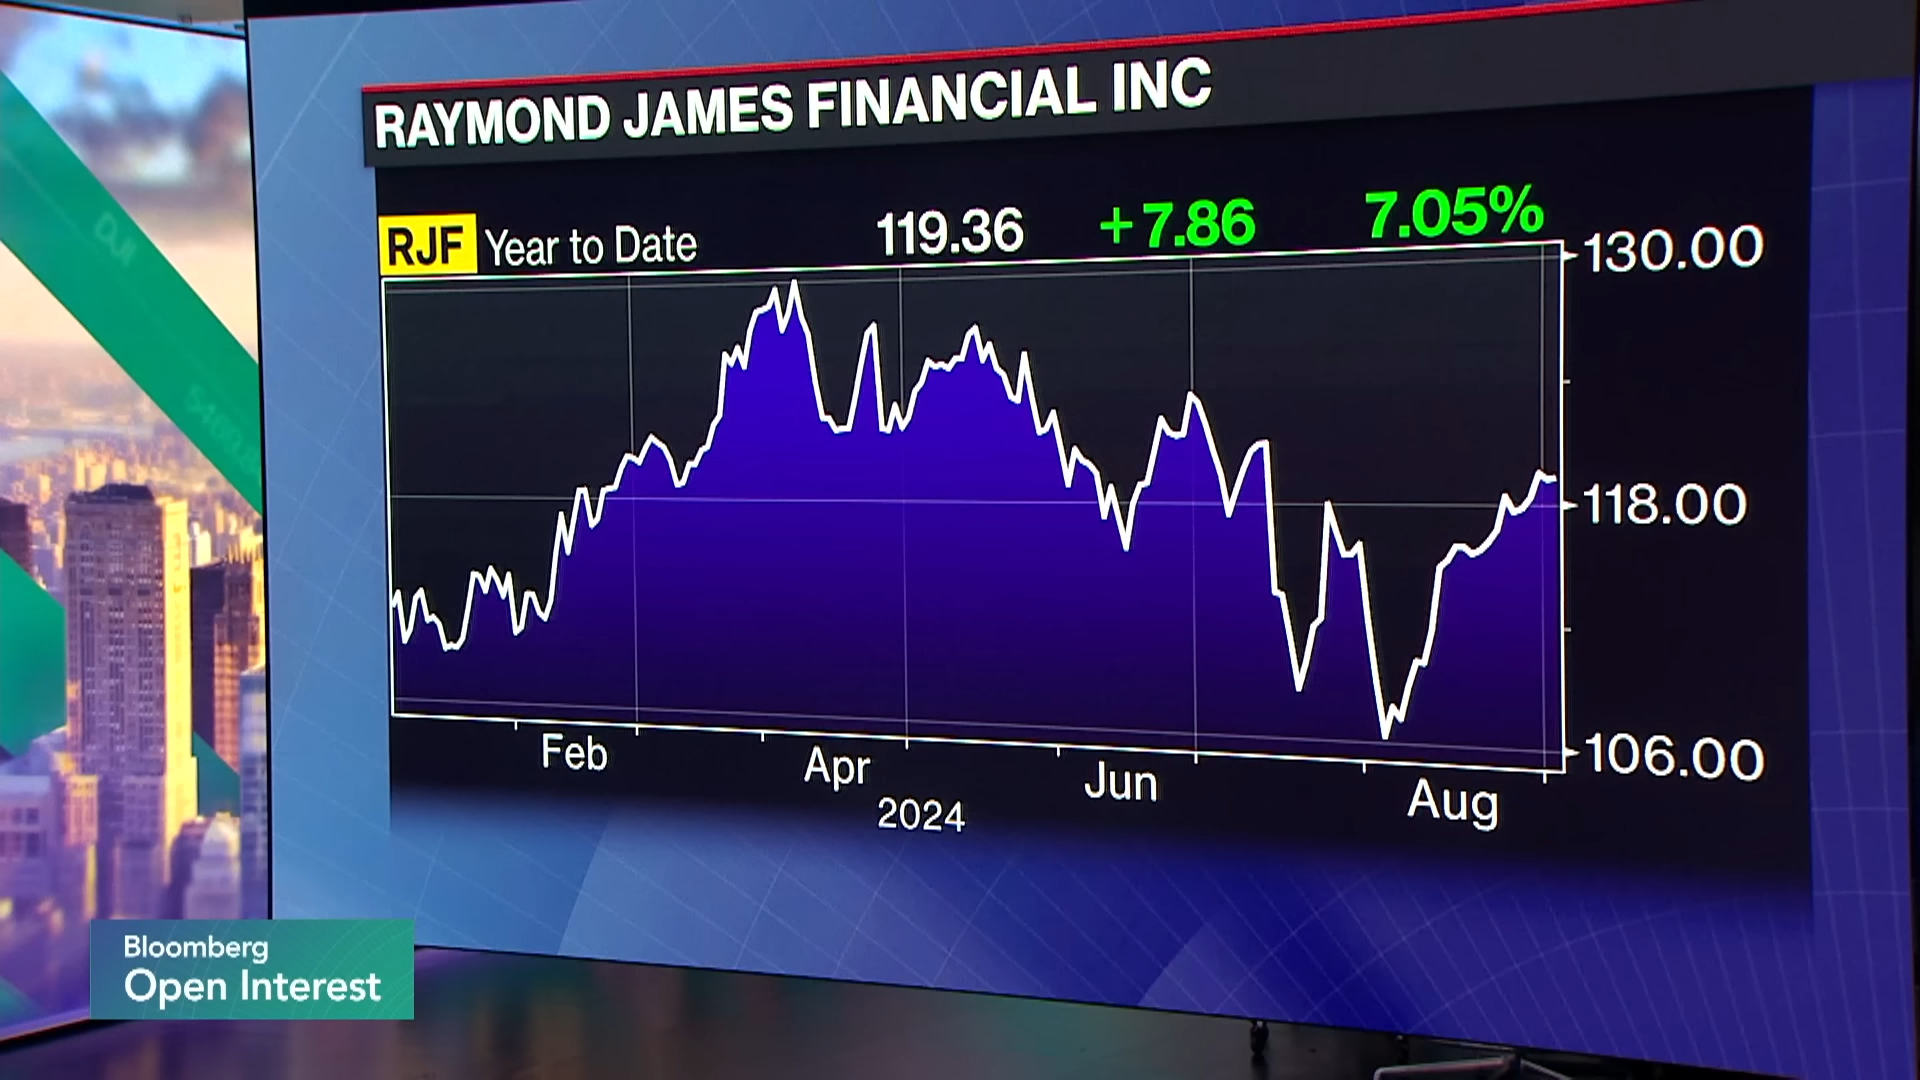 RAYMOND JAMES FINANCIAL INC
RJF Year to Date 119.36 +7.86 7.05%
130.00
118.00
106.00
Feb Apr Jun Aug
2024
DJI
Bloomberg
Open Interest